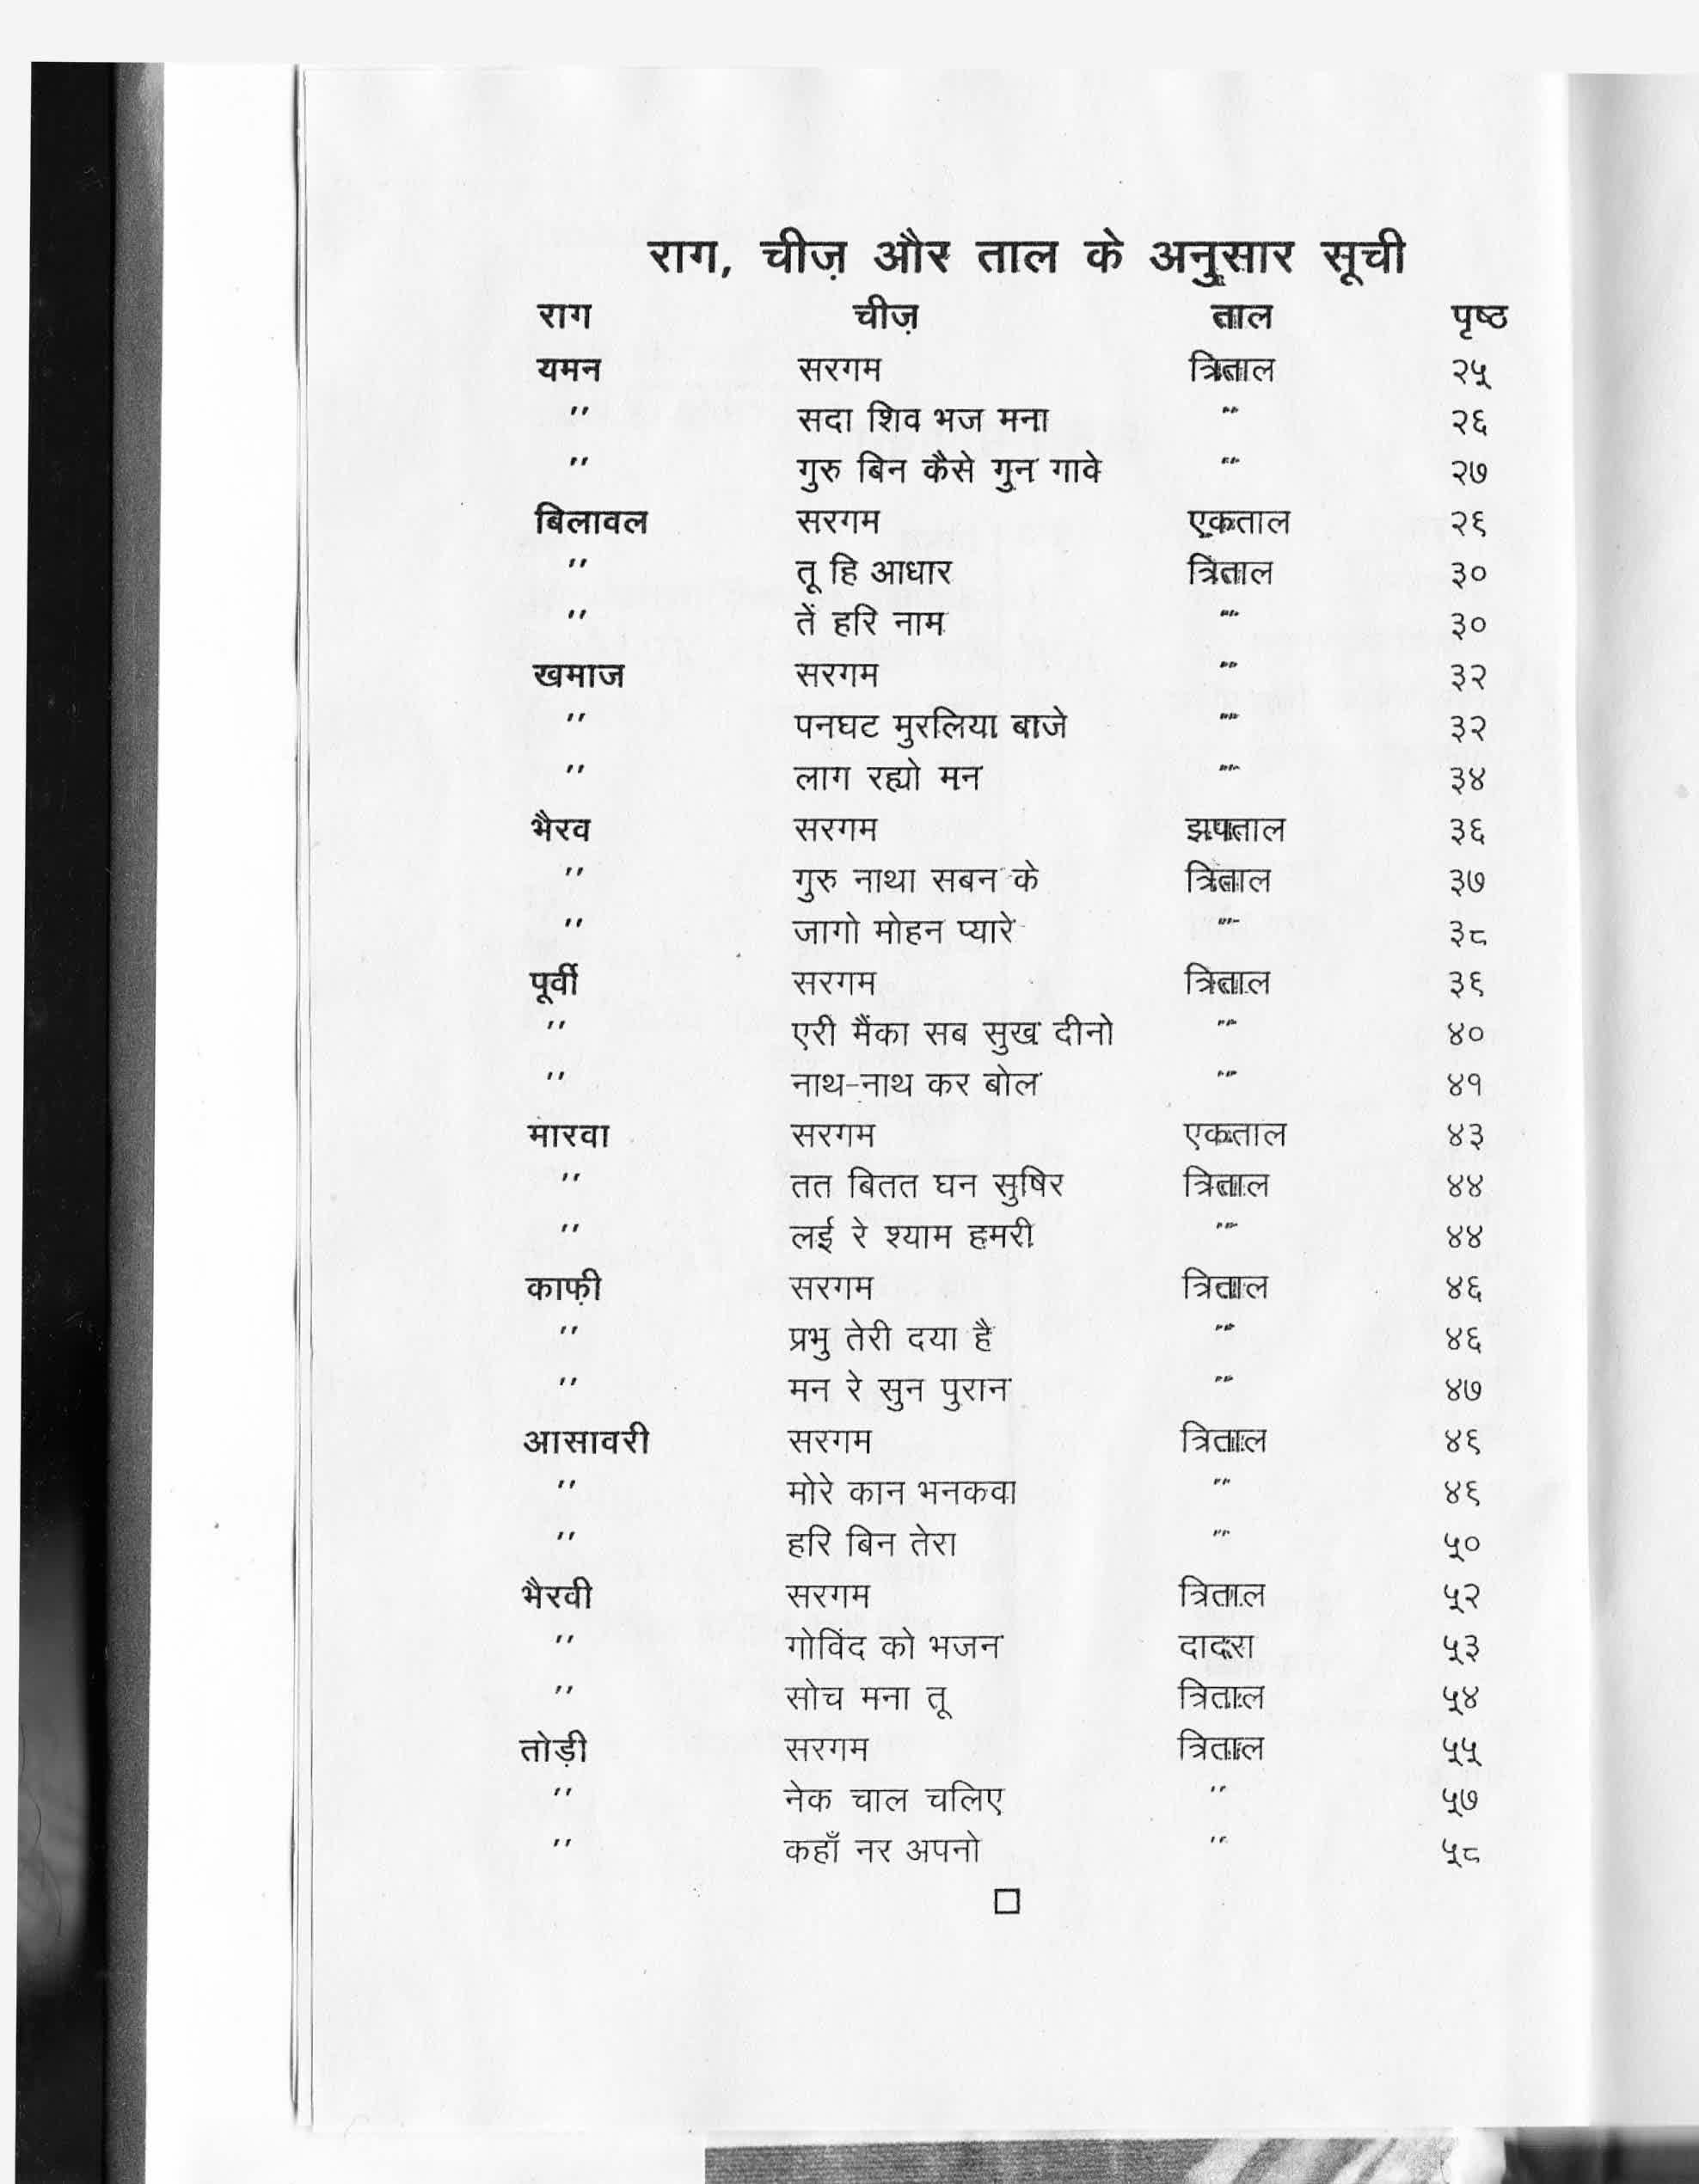 राग, चीज़ और ताल के अनुसार सूची
राग चीज़ ताल पृष्ठ
यमन सरगम त्रिताल २५
" सदा शिव भज मना " २६
" गुरु बिन कैसे गुन गावे " २७
बिलावल सरगम एकताल २९
" तू हि आधार त्रिताल ३०
" तें हरि नाम " ३०
खमाज सरगम " ३२
" पनघट मुरलिया बाजे " ३२
" लाग रह्यो मन " ३४
भैरव सरगम झपताल ३६
" गुरु नाथा सबन के त्रिताल ३७
" जागो मोहन प्यारे " ३८
पूर्वी सरगम त्रिताल ३९
" एरी मैंका सब सुख दीनो " ४०
" नाथ-नाथ कर बोल " ४१
मारवा सरगम एकताल ४३
" तत बितत घन सुषिर त्रिताल ४४
" लई रे श्याम हमरी " ४४
काफ़ी सरगम त्रिताल ४६
" प्रभु तेरी दया है " ४६
" मन रे सुन पुरान " ४७
आसावरी सरगम त्रिताल ४९
" मोरे कान भनकवा " ४९
" हरि बिन तेरा " ५०
भैरवी सरगम त्रिताल ५२
" गोविंद को भजन दादरा ५३
" सोच मना तू त्रिताल ५४
तोड़ी सरगम त्रिताल ५५
" नेक चाल चलिए " ५७
" कहाँ नर अपनो " ५८